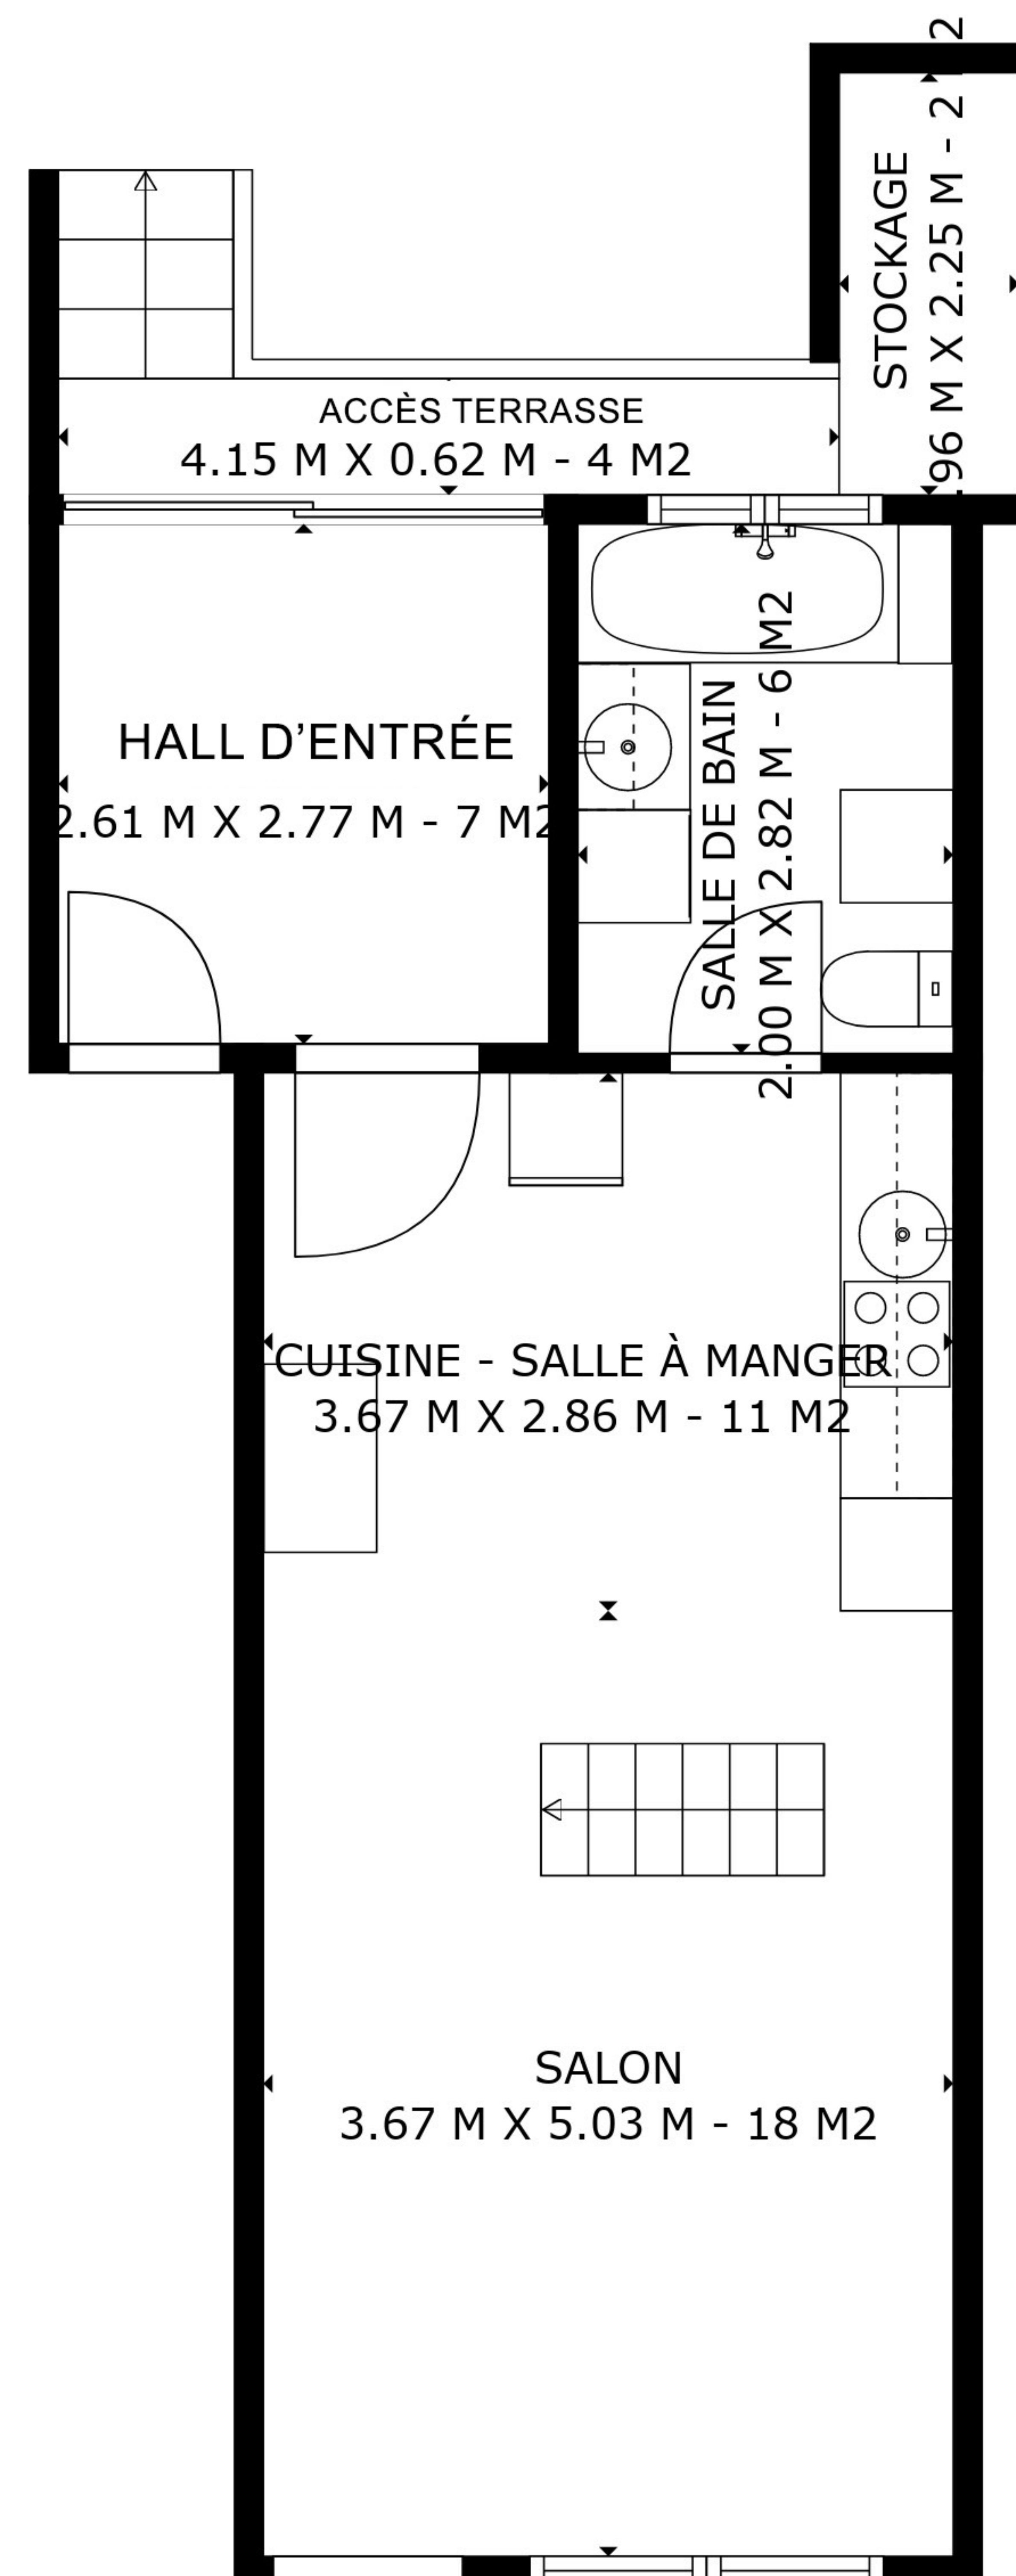 STOCKAGE
.96 M X 2.25 M - 2
ACCÈS TERRASSE
4.15 M X 0.62 M - 4 M2
HALL D'ENTRÉE
2.61 M X 2.77 M - 7 M2
SALLE DE BAIN
2.00 M X 2.82 M - 6 M2
CUISINE - SALLE À MANGER
3.67 M X 2.86 M - 11 M2
SALON
3.67 M X 5.03 M - 18 M2